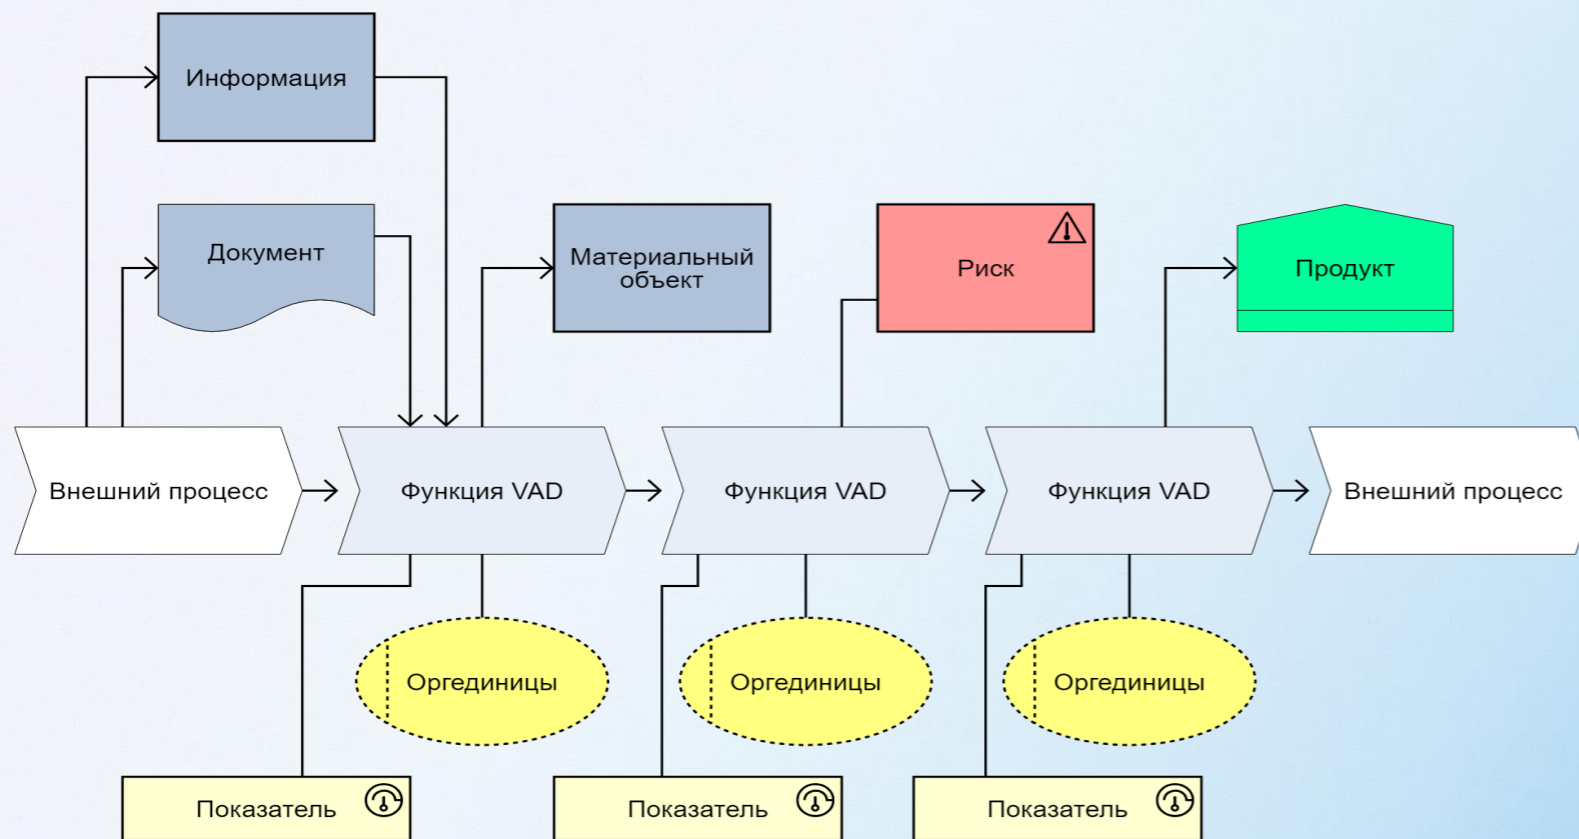 Информация
Документ
Материальный
объект
Риск
Продукт
Внешний процесс
Функция VAD
Функция VAD
Функция VAD
Внешний процесс
Оргединицы
Оргединицы
Оргединицы
Показатель
Показатель
Показатель